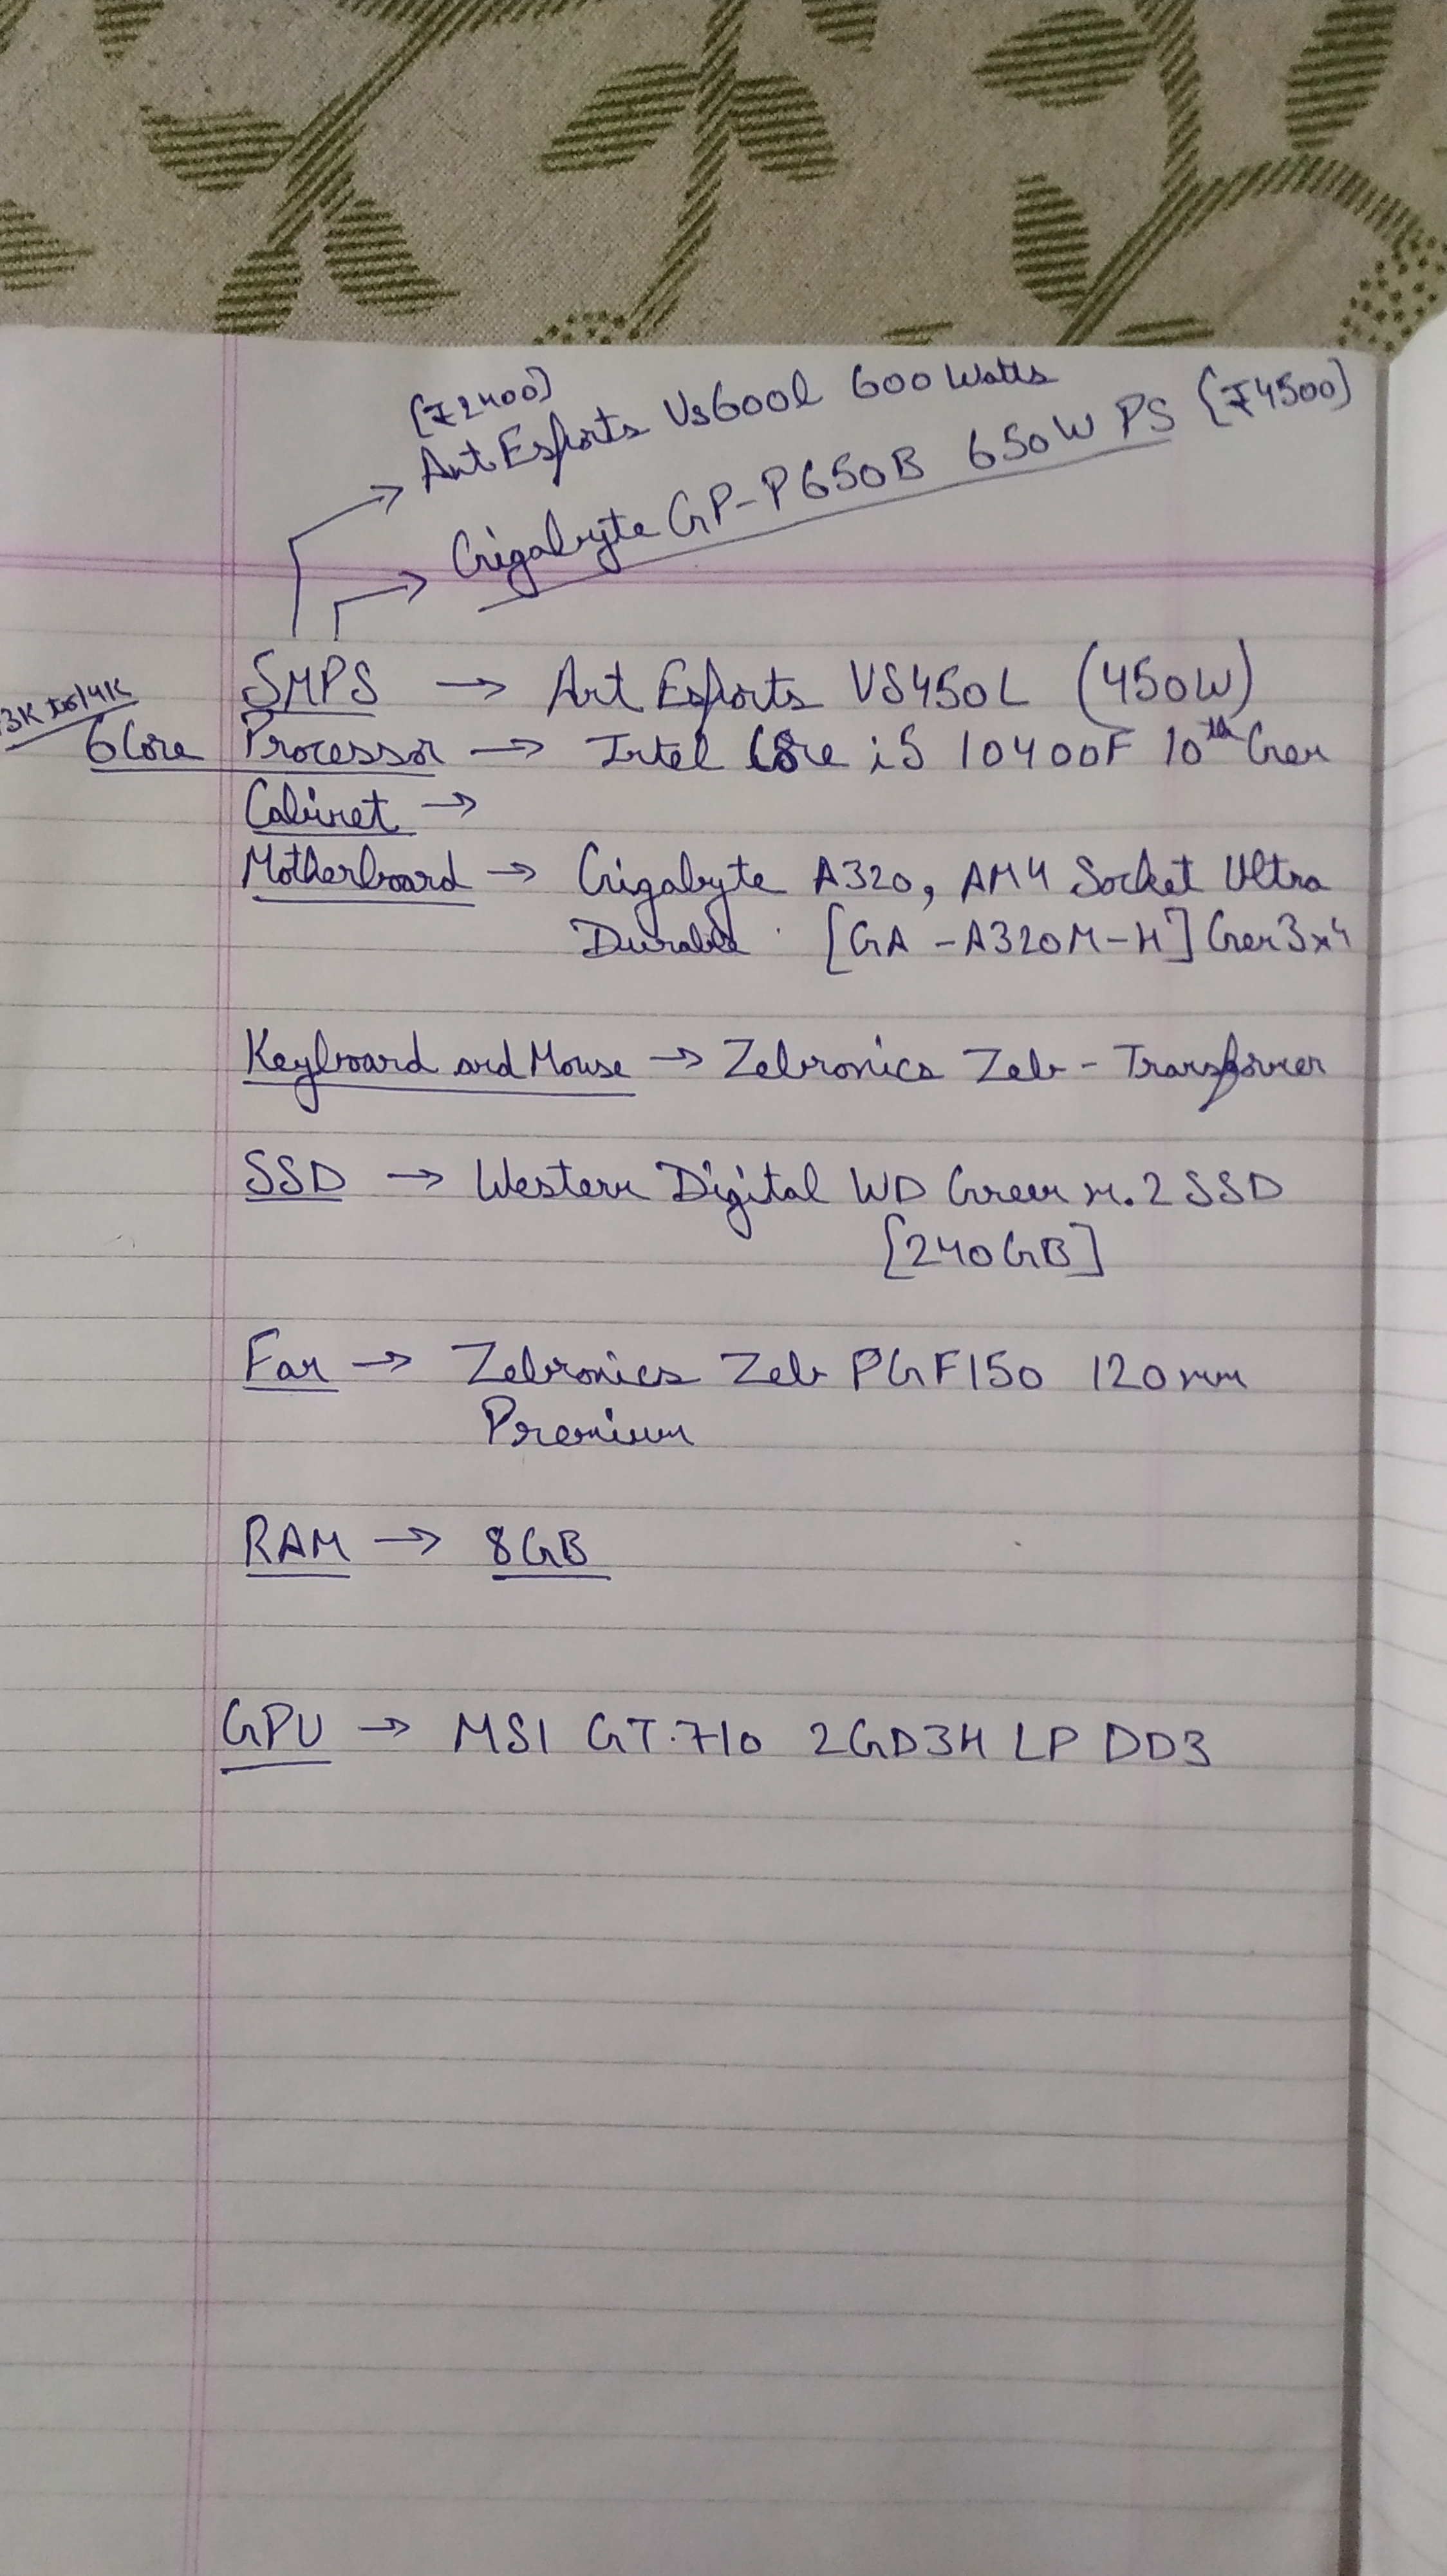 [₹2400]
Ant Esports Vs600l 600 Watts
Gigabyte GP-P650B 650W PS [₹4500]
SMPS → Ant Esports VS450L (450W)
6 Core Processor → Intel Core i5 10400F 10th Gen
Cabinet →
Motherboard → Gigabyte A320, AM4 Socket Ultra
Durable [GA-A320M-H] Gen3x4
Keyboard and Mouse → Zebronics Zeb-Transformer
SSD → Western Digital WD Green M.2 SSD
[240GB]
Fan → Zebronics Zeb PGF150 120mm
Premium
RAM → 8GB
GPU → MSI GT.710 2GD3H LP DD3